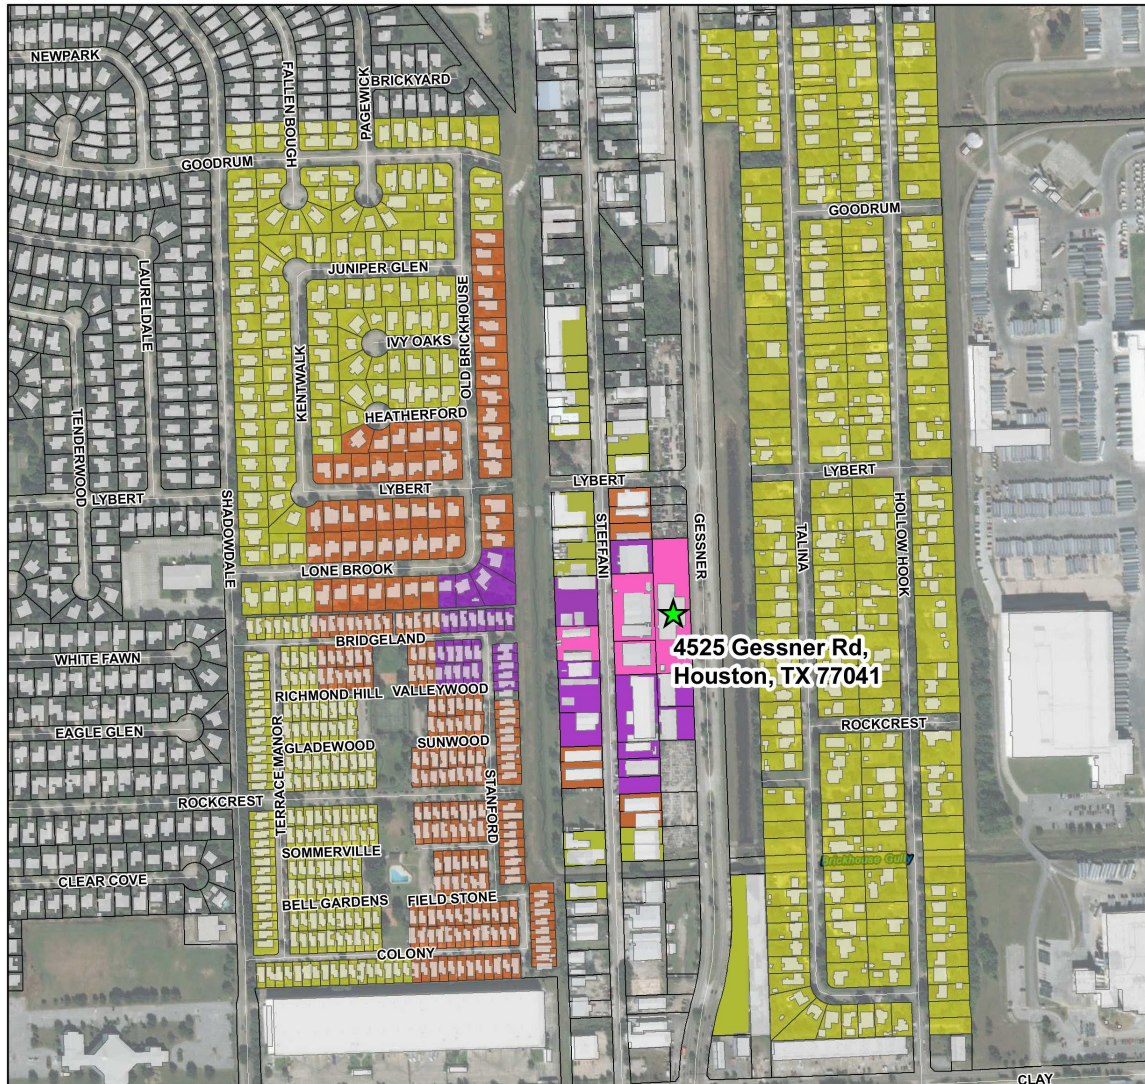 NEWPARK
FALLEN BOUGH
PAGEWICK
BRICKYARD
GOODRUM
GOODRUM
LAURELDALE
JUNIPER GLEN
OLD BRICKHOUSE
IVY OAKS
KENTWALK
HEATHERFORD
TENDERWOOD
LYBERT
SHADOWDALE
LYBERT
LYBERT
LYBERT
STEFFANI
GESSNER
TALINA
HOLLOW HOOK
LONE BROOK
BRIDGELAND
WHITE FAWN
4525 Gessner Rd,
Houston, TX 77041
RICHMOND HILL
VALLEYWOOD
EAGLE GLEN
TERRACE MANOR
GLADEWOOD
SUNWOOD
ROCKCREST
STANFORD
ROCKCREST
SOMMERVILLE
Brickhouse Gully
CLEAR COVE
BELL GARDENS
FIELD STONE
COLONY
CLAY